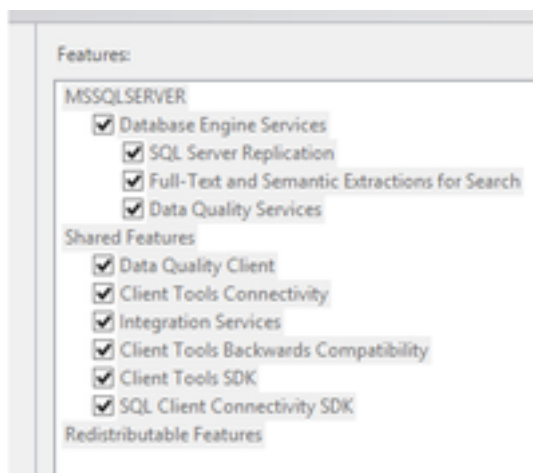 Features:
MSSQLSERVER
Database Engine Services
SQL Server Replication
Full-Text and Semantic Extractions for Search
Data Quality Services
Shared Features
Data Quality Client
Client Tools Connectivity
Integration Services
Client Tools Backwards Compatibility
Client Tools SDK
SQL Client Connectivity SDK
Redistributable Features